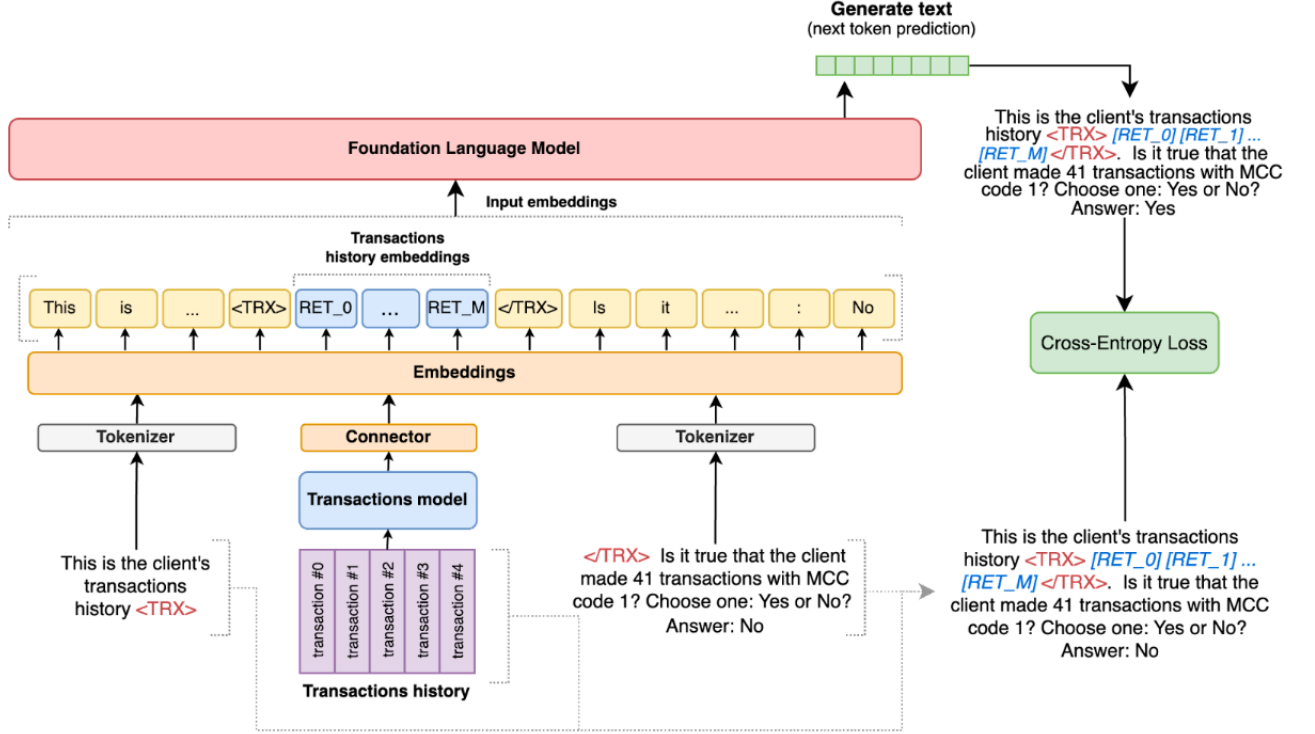 Generate text
(next token prediction)
This is the client's transactions
history <TRX> [RET_0] [RET_1] ...
[RET_M] </TRX>. Is it true that the
client made 41 transactions with MCC
code 1? Choose one: Yes or No?
Answer: Yes
Foundation Language Model
Input embeddings
Transactions
history embeddings
This
is
...
<TRX>
RET_0
...
RET_M
</TRX>
Is
it
...
:
No
Cross-Entropy Loss
Embeddings
Tokenizer
Connector
Tokenizer
Transactions model
This is the client's
transactions
history <TRX>
transaction #0
transaction #1
transaction #2
transaction #3
transaction #4
Transactions history
</TRX> Is it true that the client
made 41 transactions with MCC
code 1? Choose one: Yes or No?
Answer: No
This is the client's transactions
history <TRX> [RET_0] [RET_1] ...
[RET_M] </TRX>. Is it true that the
client made 41 transactions with MCC
code 1? Choose one: Yes or No?
Answer: No